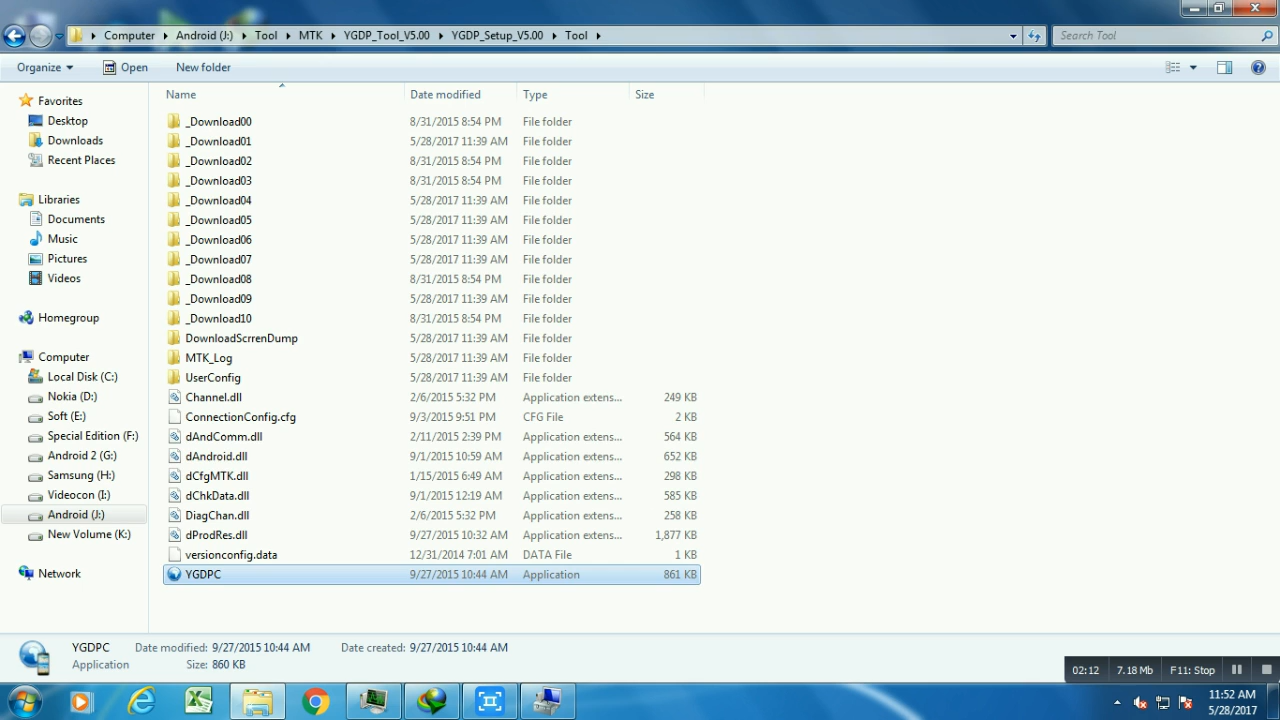 Computer Android (J:) Tool MTK YGDP_Tool_V5.00 YGDP_Setup_V5.00 Tool Search Tool
Organize Open New folder
Favorites
Desktop
Downloads
Recent Places
Libraries
Documents
Music
Pictures
Videos
Homegroup
Computer
Local Disk (C:)
Nokia (D:)
Soft (E:)
Special Edition (F:)
Android 2 (G:)
Samsung (H:)
Videocon (I:)
Android (J:)
New Volume (K:)
Network
Name Date modified Type Size
_Download00 8/31/2015 8:54 PM File folder
_Download01 5/28/2017 11:39 AM File folder
_Download02 8/31/2015 8:54 PM File folder
_Download03 8/31/2015 8:54 PM File folder
_Download04 5/28/2017 11:39 AM File folder
_Download05 5/28/2017 11:39 AM File folder
_Download06 5/28/2017 11:39 AM File folder
_Download07 5/28/2017 11:39 AM File folder
_Download08 8/31/2015 8:54 PM File folder
_Download09 5/28/2017 11:39 AM File folder
_Download10 8/31/2015 8:54 PM File folder
DownloadScrrenDump 5/28/2017 11:39 AM File folder
MTK_Log 5/28/2017 11:39 AM File folder
UserConfig 5/28/2017 11:39 AM File folder
Channel.dll 2/6/2015 5:32 PM Application extens... 249 KB
ConnectionConfig.cfg 9/3/2015 9:51 PM CFG File 2 KB
dAndComm.dll 2/11/2015 2:39 PM Application extens... 564 KB
dAndroid.dll 9/1/2015 10:59 AM Application extens... 652 KB
dCfgMTK.dll 1/15/2015 6:49 AM Application extens... 298 KB
dChkData.dll 9/1/2015 12:19 AM Application extens... 585 KB
DiagChan.dll 2/6/2015 5:32 PM Application extens... 258 KB
dProdRes.dll 9/27/2015 10:32 AM Application extens... 1,877 KB
versionconfig.data 12/31/2014 7:01 AM DATA File 1 KB
YGDPC 9/27/2015 10:44 AM Application 861 KB
YGDPC Date modified: 9/27/2015 10:44 AM Date created: 9/27/2015 10:44 AM
Application Size: 860 KB
02:12 7.18 Mb F11: Stop
11:52 AM
5/28/2017